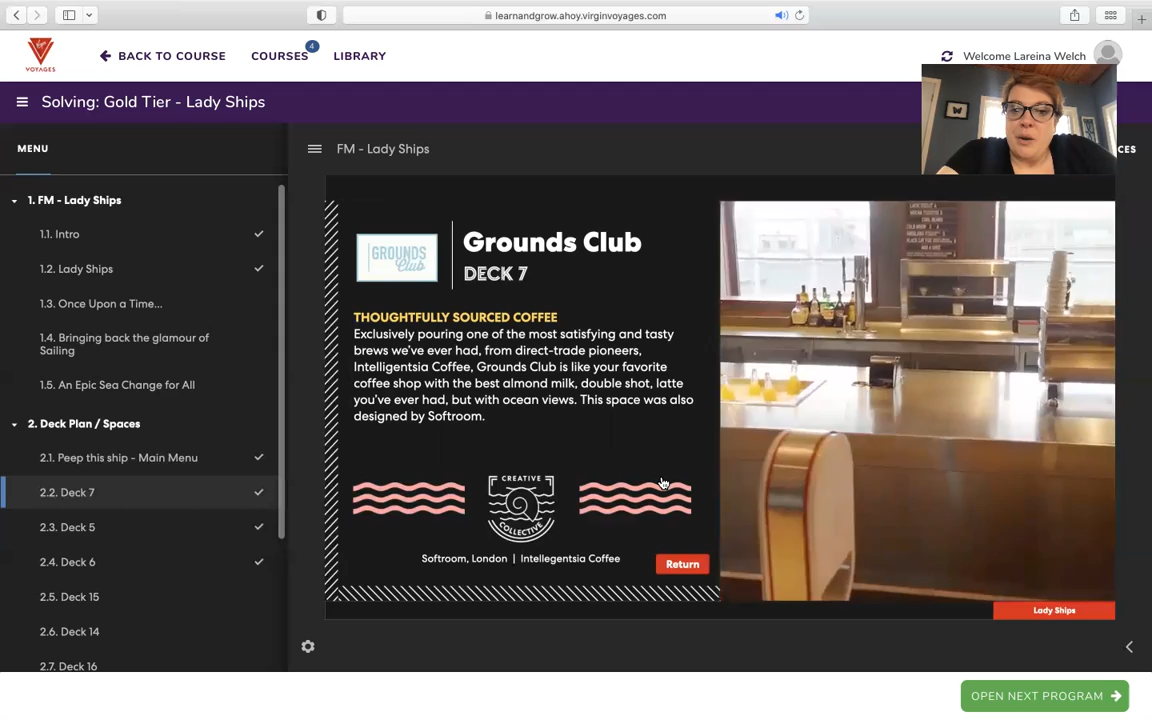 learnandgrow.ahoy.virginvoyages.com
VOYAGES
BACK TO COURSE
COURSES
4
LIBRARY
Welcome Lareina Welch
Solving: Gold Tier - Lady Ships
MENU
FM - Lady Ships
CES
1. FM - Lady Ships
1.1. Intro
1.2. Lady Ships
1.3. Once Upon a Time...
1.4. Bringing back the glamour of
Sailing
1.5. An Epic Sea Change for All
2. Deck Plan / Spaces
2.1. Peep this ship - Main Menu
2.2. Deck 7
2.3. Deck 5
2.4. Deck 6
2.5. Deck 15
2.6. Deck 14
2.7. Deck 16
GROUNDS
Club
Grounds Club
DECK 7
THOUGHTFULLY SOURCED COFFEE
Exclusively pouring one of the most satisfying and tasty
brews we've ever had, from direct-trade pioneers,
Intelligentsia Coffee, Grounds Club is like your favorite
coffee shop with the best almond milk, double shot, latte
you've ever had, but with ocean views. This space was also
designed by Softroom.
CREATIVE
COLLECTIVE
Softroom, London | Intellegentsia Coffee
Return
Lady Ships
OPEN NEXT PROGRAM